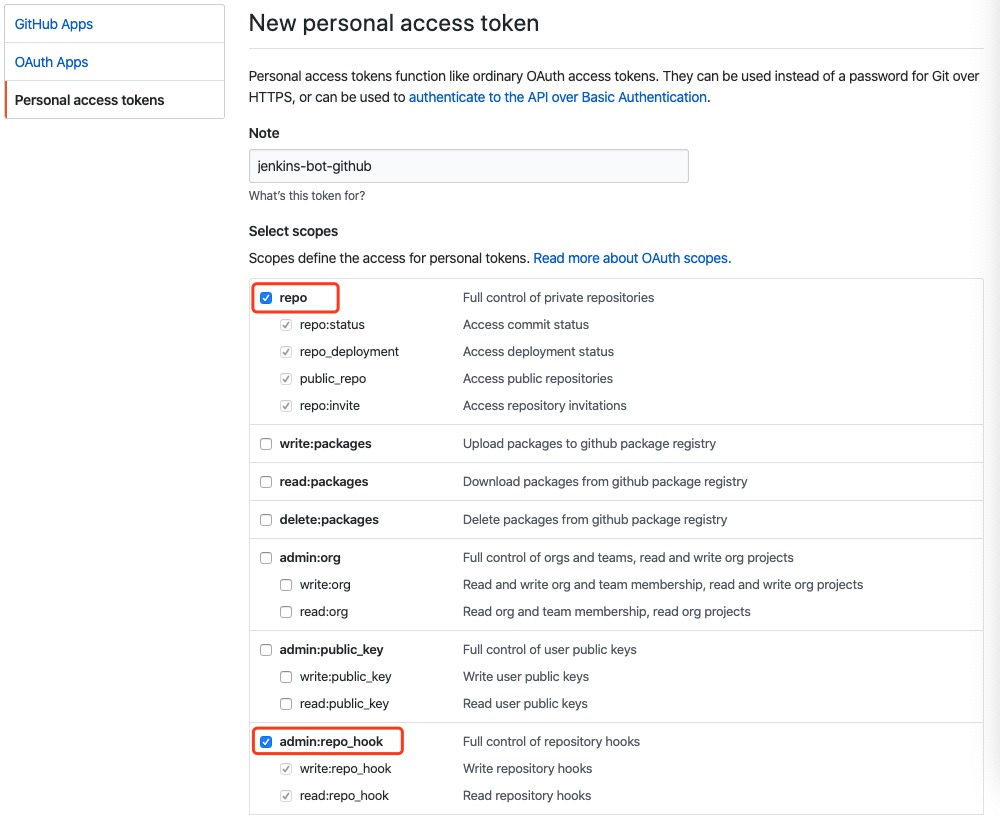 GitHub Apps
OAuth Apps
Personal access tokens
New personal access token
Personal access tokens function like ordinary OAuth access tokens. They can be used instead of a password for Git over
HTTPS, or can be used to authenticate to the API over Basic Authentication.
Note
jenkins-bot-github
What's this token for?
Select scopes
Scopes define the access for personal tokens. Read more about OAuth scopes.
repo Full control of private repositories
repo:status Access commit status
repo_deployment Access deployment status
public_repo Access public repositories
repo:invite Access repository invitations
write:packages Upload packages to github package registry
read:packages Download packages from github package registry
delete:packages Delete packages from github package registry
admin:org Full control of orgs and teams, read and write org projects
write:org Read and write org and team membership, read and write org projects
read:org Read org and team membership, read org projects
admin:public_key Full control of user public keys
write:public_key Write user public keys
read:public_key Read user public keys
admin:repo_hook Full control of repository hooks
write:repo_hook Write repository hooks
read:repo_hook Read repository hooks